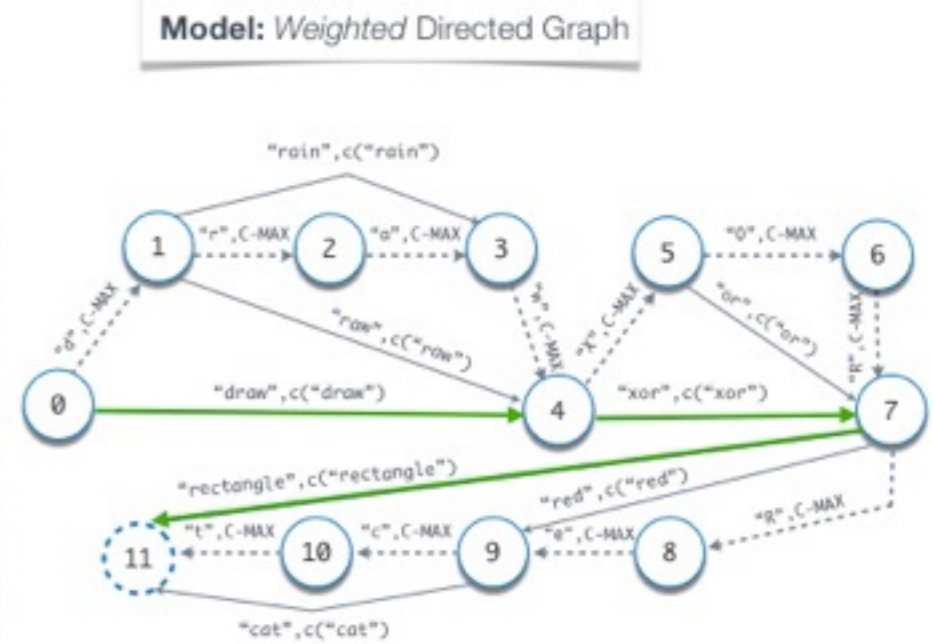 Model: Weighted Directed Graph
"rain",c("rain")
1
"r",C-MAX
2
"a",C-MAX
3
5
"O",C-MAX
6
"d",C-MAX
"raw",c("raw")
"w",C-MAX
"X",C-MAX
"or",c("or")
"R",C-MAX
0
"draw",c("draw")
4
"xor",c("xor")
7
"rectangle",c("rectangle")
"red",c("red")
"R",C-MAX
11
"t",C-MAX
10
"c",C-MAX
9
"e",C-MAX
8
"cat",c("cat")